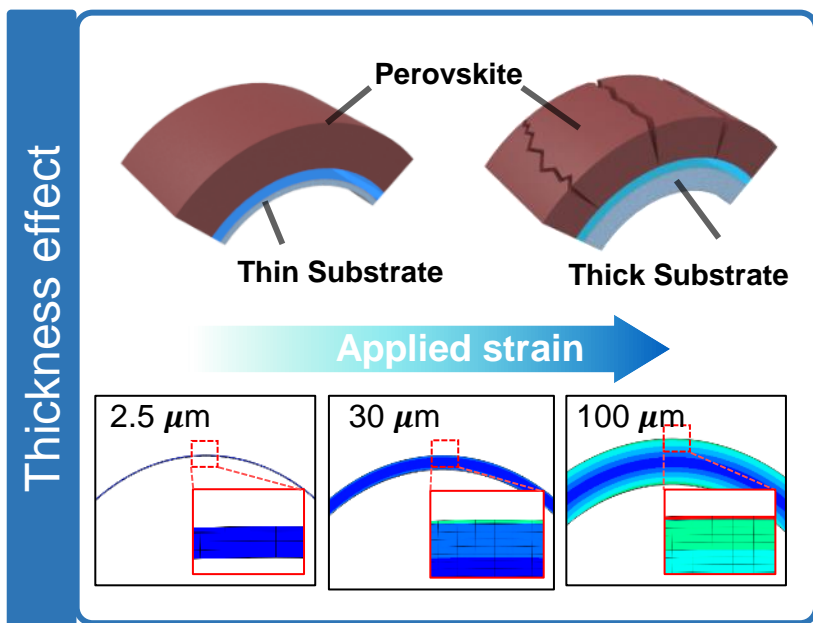 Thickness effect
Perovskite
Thin Substrate
Thick Substrate
Applied strain
2.5 𝝁m
30 𝝁m
100 𝝁m